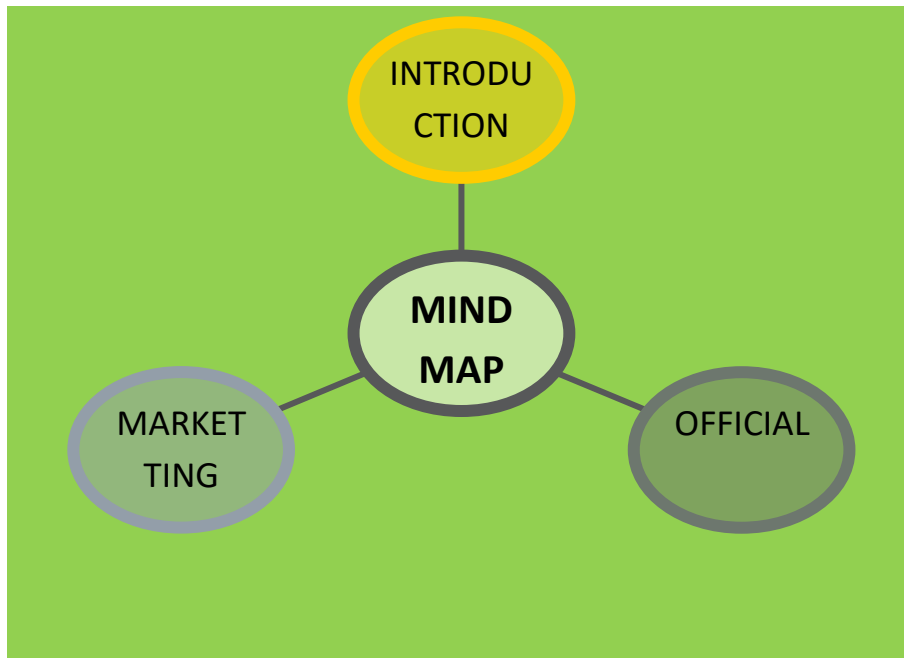 INTRODU
CTION
MIND
MAP
MARKET
TING
OFFICIAL